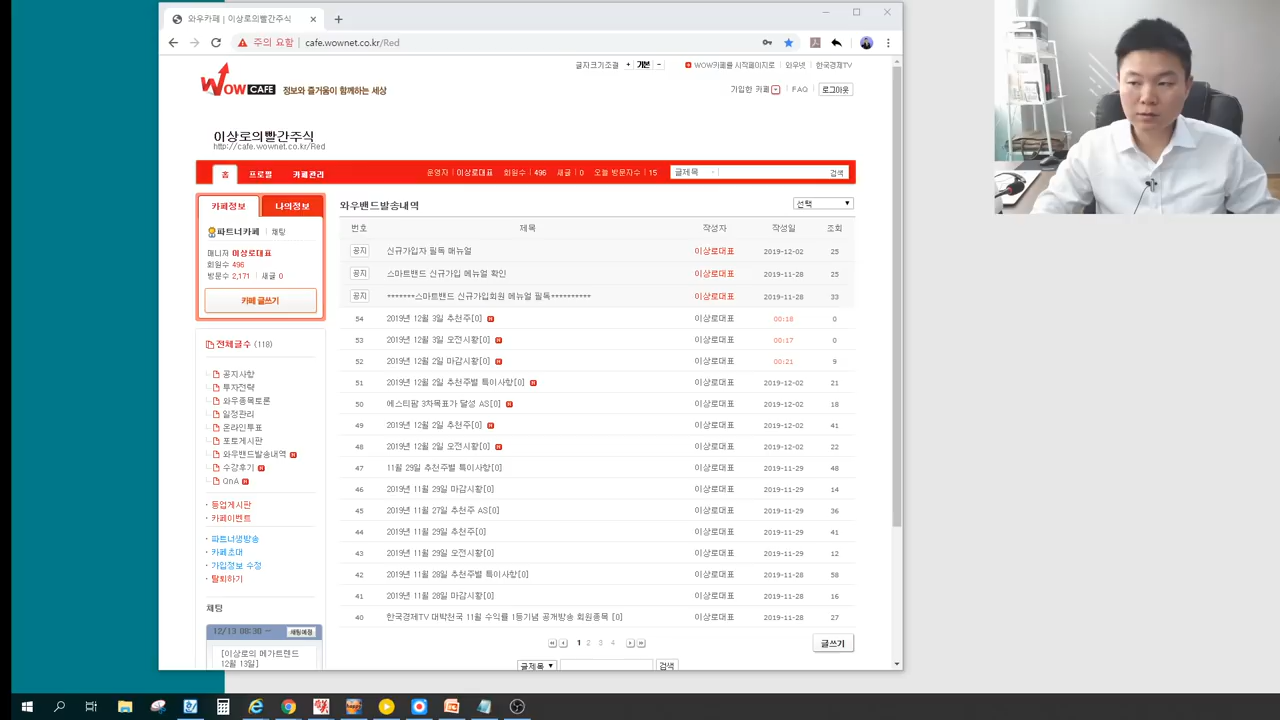 와우카페 | 이상로의빨간주식
주의 요함 cafe.wownet.co.kr/Red
글자크기조절 + 기본 - WOW카페를 시작페이지로 와우넷 한국경제TV
WOW CAFE 정보와 즐거움이 함께하는 세상
가입한 카페 FAQ 로그아웃
이상로의빨간주식
http://cafe.wownet.co.kr/Red
홈 프로필 카페관리 운영자 이상로대표 회원수 496 새글 0 오늘 방문자수 15 글제목 검색
카페정보 나의정보
파트너카페 채팅
매니저 이상로대표
회원수 496
방문수 2,171 새글 0
카페 글쓰기
전체글수 (118)
공지사항
투자전략
와우종목토론
일정관리
온라인투표
포토게시판
와우밴드발송내역
수강후기
QnA
등업게시판
카페이벤트
파트너생방송
카페초대
가입정보 수정
탈퇴하기
채팅
12/13 08:30 ~ 채팅예정
[이상로의 메가트렌드
12월 13일]
와우밴드발송내역 선택
번호 제목 작성자 작성일 조회
공지 신규가입자 필독 매뉴얼 이상로대표 2019-12-02 25
공지 스마트밴드 신규가입 메뉴얼 확인 이상로대표 2019-11-28 25
공지 +++++++스마트밴드 신규가입회원 메뉴얼 필독++++++++++ 이상로대표 2019-11-28 33
54 2019년 12월 3일 추천주[0] 이상로대표 00:18 0
53 2019년 12월 3일 오전시황[0] 이상로대표 00:17 0
52 2019년 12월 2일 마감시황[0] 이상로대표 00:21 9
51 2019년 12월 2일 추천주별 특이사항[0] 이상로대표 2019-12-02 21
50 에스티팜 3차목표가 달성 AS[0] 이상로대표 2019-12-02 18
49 2019년 12월 2일 추천주[0] 이상로대표 2019-12-02 41
48 2019년 12월 2일 오전시황[0] 이상로대표 2019-12-02 22
47 11월 29일 추천주별 특이사항[0] 이상로대표 2019-11-29 48
46 2019년 11월 29일 마감시황[0] 이상로대표 2019-11-29 14
45 2019년 11월 27일 추천주 AS[0] 이상로대표 2019-11-29 36
44 2019년 11월 29일 추천주[0] 이상로대표 2019-11-29 41
43 2019년 11월 29일 오전시황[0] 이상로대표 2019-11-29 12
42 2019년 11월 28일 추천주별 특이사항[0] 이상로대표 2019-11-28 58
41 2019년 11월 28일 마감시황[0] 이상로대표 2019-11-28 16
40 한국경제TV 대박천국 11월 수익률 1등기념 공개방송 회원종목 [0] 이상로대표 2019-11-28 27
1 2 3 4 글쓰기
글제목 검색